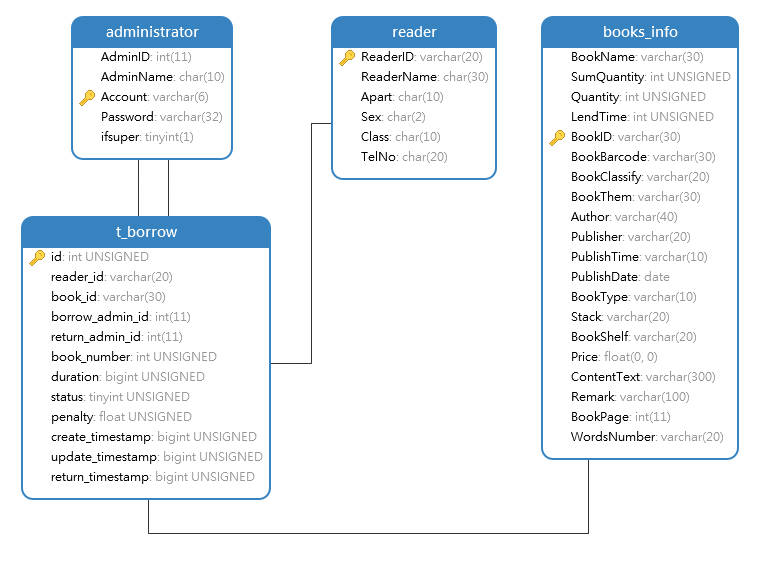 administrator
AdminID: int(11)
AdminName: char(10)
Account: varchar(6)
Password: varchar(32)
ifsuper: tinyint(1)
reader
ReaderID: varchar(20)
ReaderName: char(30)
Apart: char(10)
Sex: char(2)
Class: char(10)
TelNo: char(20)
books_info
BookName: varchar(30)
SumQuantity: int UNSIGNED
Quantity: int UNSIGNED
LendTime: int UNSIGNED
BookID: varchar(30)
BookBarcode: varchar(30)
BookClassify: varchar(20)
BookThem: varchar(30)
Author: varchar(40)
Publisher: varchar(20)
PublishTime: varchar(10)
PublishDate: date
BookType: varchar(10)
Stack: varchar(20)
BookShelf: varchar(20)
Price: float(0, 0)
ContentText: varchar(300)
Remark: varchar(100)
BookPage: int(11)
WordsNumber: varchar(20)
t_borrow
id: int UNSIGNED
reader_id: varchar(20)
book_id: varchar(30)
borrow_admin_id: int(11)
return_admin_id: int(11)
book_number: int UNSIGNED
duration: bigint UNSIGNED
status: tinyint UNSIGNED
penalty: float UNSIGNED
create_timestamp: bigint UNSIGNED
update_timestamp: bigint UNSIGNED
return_timestamp: bigint UNSIGNED